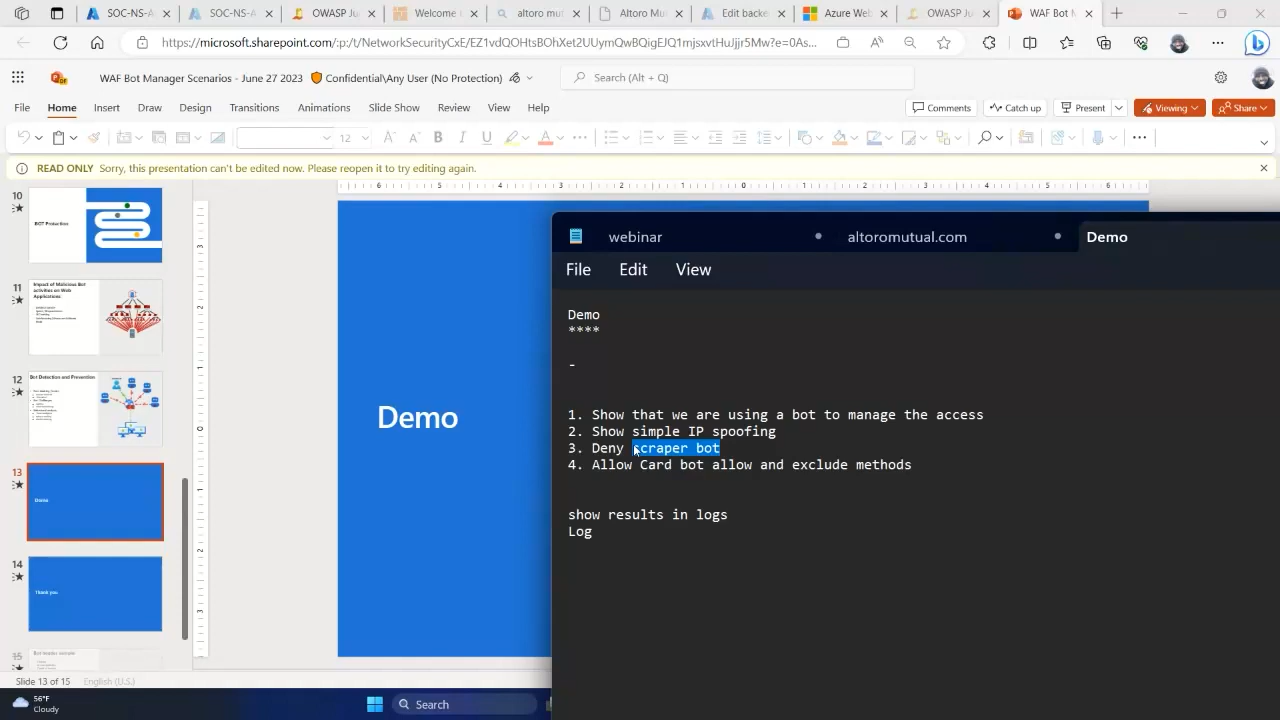 SOC-NS-A
SOC-NS-A
OWASP Ju
Welcome
altoro mut
Altoro Mu
Edit backe
Azure Web
OWASP Ju
WAF Bot M
https://microsoft.sharepoint.com/:p:/t/NetworkSecurityCxE/
WAF Bot Manager Scenarios - June 27 2023
Confidential\Any User (No Protection)
Search (Alt + Q)
File Home Insert Draw Design Transitions Animations Slide Show Review View Help
Comments Catch up Present Viewing Share
12
READ ONLY Sorry, this presentation can't be edited now. Please reopen it to try editing again.
10
BOT Protection
11
Impact of Malicious Bot
activities on Web
Applications
12
Bot Detection and Prevention
13
Demo
14
Thank you
15
Demo
webinar
altoromutual.com
Demo
File Edit View
Demo
****
-
1. Show that we are using a bot to manage the access
2. Show simple IP spoofing
3. Deny scraper bot
4. Allow Card bot allow and exclude methods
show results in logs
Log
Slide 13 of 15 English (U.S.)
56°F
Cloudy
Search